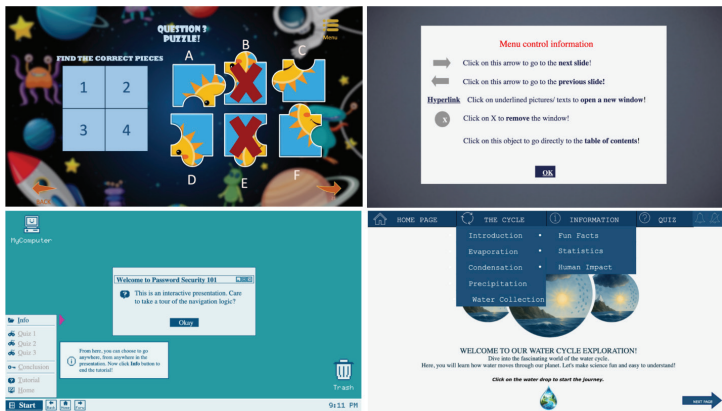 QUESTION 3
PUZZLE!
Menu
FIND THE CORRECT PIECES
A
B
C
1
2
3
4
D
E
F
BACK
Menu control information
Click on this arrow to go to the next slide!
Click on this arrow to go to the previous slide!
Hyperlink Click on underlined pictures/ texts to open a new window!
X Click on X to remove the window!
Click on this object to go directly to the table of contents!
OK
MyComputer
Welcome to Password Security 101
This is an interactive presentation. Care
to take a tour of the navigation logic?
Okay
Info
Quiz 1
Quiz 2
Quiz 3
Conclusion
Tutorial
Home
From here, you can choose to go
anywhere, from anywhere in the
presentation. Now click Info button to
end the tutorial!
Trash
Start
9:11 PM
HOME PAGE
THE CYCLE
INFORMATION
QUIZ
Introduction
Fun Facts
Evaporation
Statistics
Condensation
Human Impact
Precipitation
Water Collection
WELCOME TO OUR WATER CYCLE EXPLORATION!
Dive into the fascinating world of the water cycle.
Here, you will learn how water moves through our planet. Let's make science fun and easy to understand!
Click on the water drop to start the journey.
NEXT PAGE